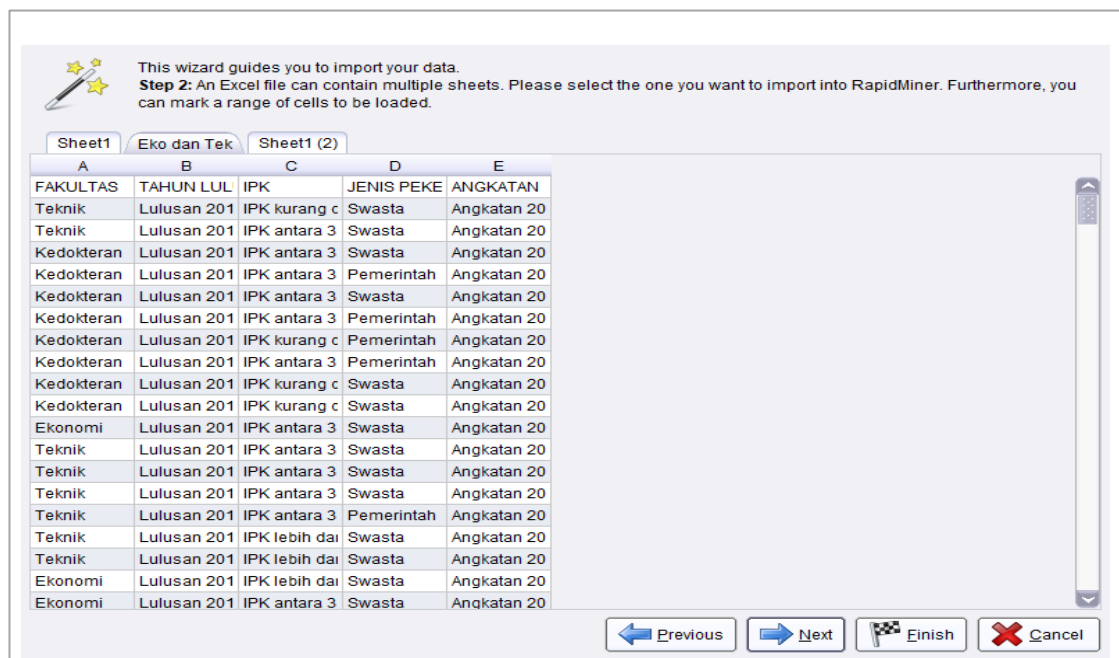 This wizard guides you to import your data.
Step 2: An Excel file can contain multiple sheets. Please select the one you want to import into RapidMiner. Furthermore, you
can mark a range of cells to be loaded.
Sheet1 Eko dan Tek Sheet1 (2)
A B C D E
FAKULTAS TAHUN LUL IPK JENIS PEKE ANGKATAN
Teknik Lulusan 201 IPK kurang c Swasta Angkatan 20
Teknik Lulusan 201 IPK antara 3 Swasta Angkatan 20
Kedokteran Lulusan 201 IPK antara 3 Swasta Angkatan 20
Kedokteran Lulusan 201 IPK antara 3 Pemerintah Angkatan 20
Kedokteran Lulusan 201 IPK antara 3 Swasta Angkatan 20
Kedokteran Lulusan 201 IPK antara 3 Pemerintah Angkatan 20
Kedokteran Lulusan 201 IPK kurang c Pemerintah Angkatan 20
Kedokteran Lulusan 201 IPK antara 3 Pemerintah Angkatan 20
Kedokteran Lulusan 201 IPK kurang c Swasta Angkatan 20
Kedokteran Lulusan 201 IPK kurang c Swasta Angkatan 20
Ekonomi Lulusan 201 IPK antara 3 Swasta Angkatan 20
Teknik Lulusan 201 IPK antara 3 Swasta Angkatan 20
Teknik Lulusan 201 IPK antara 3 Swasta Angkatan 20
Teknik Lulusan 201 IPK antara 3 Swasta Angkatan 20
Teknik Lulusan 201 IPK antara 3 Pemerintah Angkatan 20
Teknik Lulusan 201 IPK lebih dar Swasta Angkatan 20
Teknik Lulusan 201 IPK lebih dar Swasta Angkatan 20
Ekonomi Lulusan 201 IPK lebih dar Swasta Angkatan 20
Ekonomi Lulusan 201 IPK antara 3 Swasta Angkatan 20
Previous Next Finish Cancel